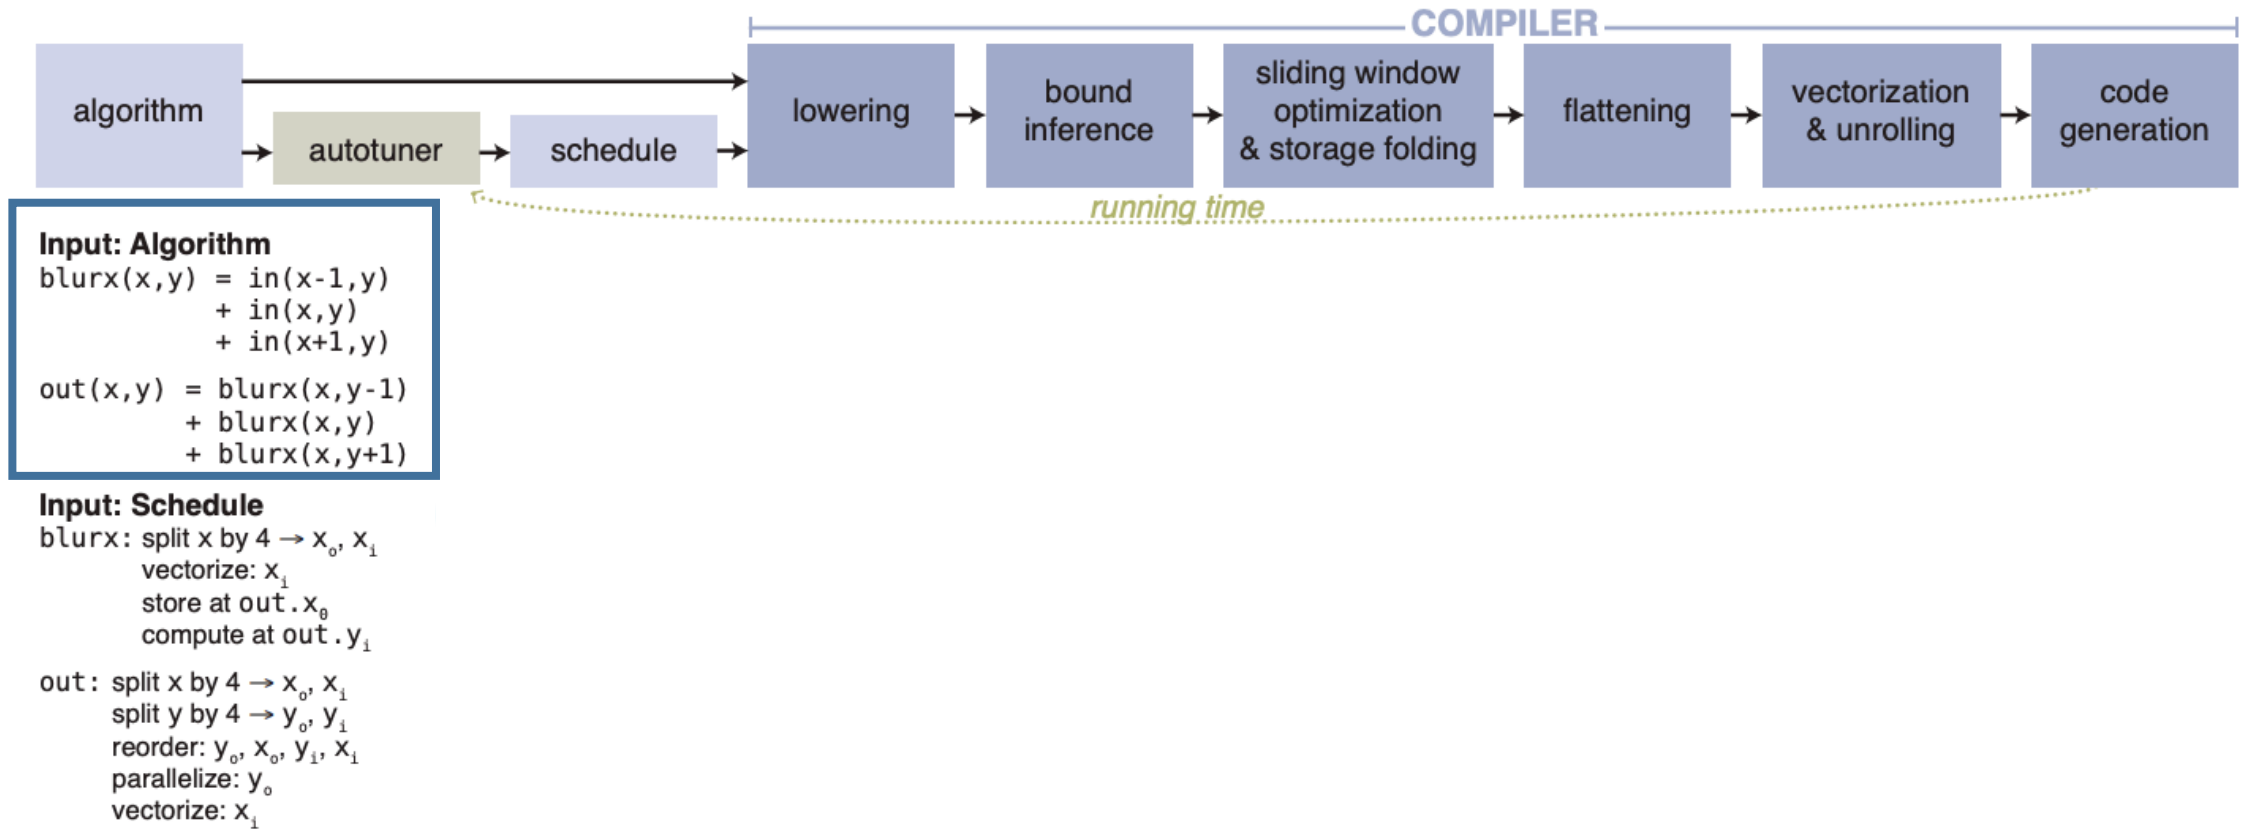 COMPILER
algorithm
autotuner
schedule
lowering
bound
inference
sliding window
optimization
& storage folding
flattening
vectorization
& unrolling
code
generation
running time
Input: Algorithm
blurx(x,y) = in(x-1,y)
+ in(x,y)
+ in(x+1,y)
out(x,y) = blurx(x,y-1)
+ blurx(x,y)
+ blurx(x,y+1)
Input: Schedule
blurx: split x by 4 → xₒ, xᵢ
vectorize: xᵢ
store at out.x₀
compute at out.yᵢ
out: split x by 4 → xₒ, xᵢ
split y by 4 → yₒ, yᵢ
reorder: yₒ, xₒ, yᵢ, xᵢ
parallelize: yₒ
vectorize: xᵢ